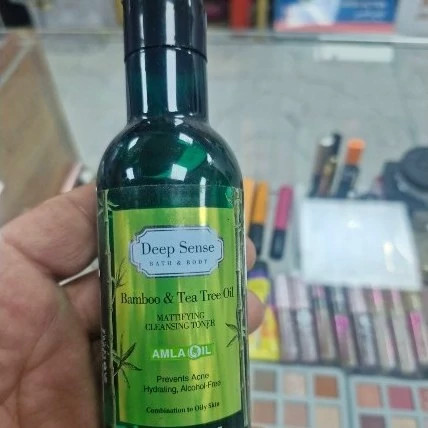 Deep Sense
BATH & BODY
Bamboo & Tea Tree Oil
MATTIFYING
CLEANSING TONER
AMLA OIL
Prevents Acne
Hydrating, Alcohol-Free
Combination to Oily Skin